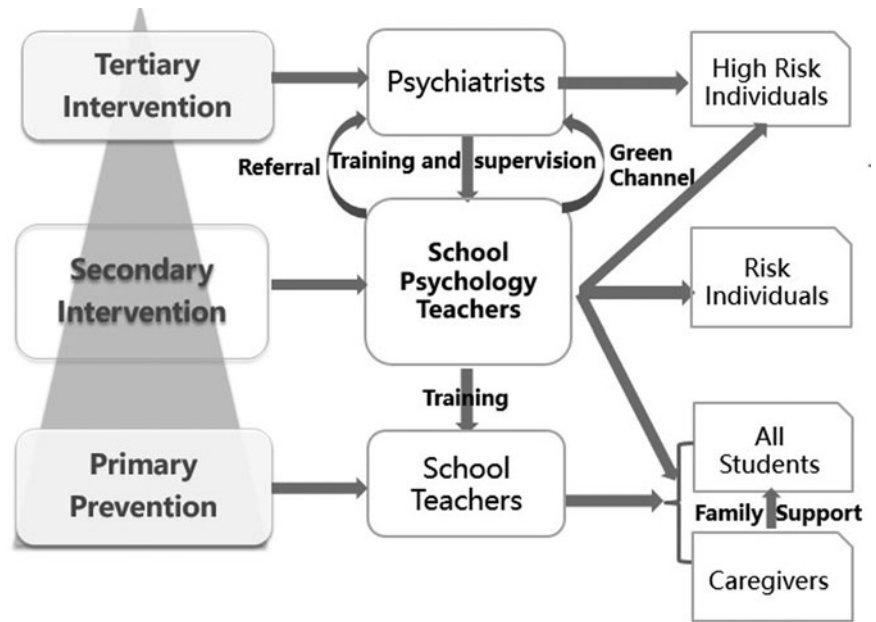 Tertiary
Intervention
Psychiatrists
High Risk
Individuals
Referral
Training and supervision
Green
Channel
Secondary
Intervention
School
Psychology
Teachers
Risk
Individuals
Training
Primary
Prevention
School
Teachers
All
Students
Family Support
Caregivers